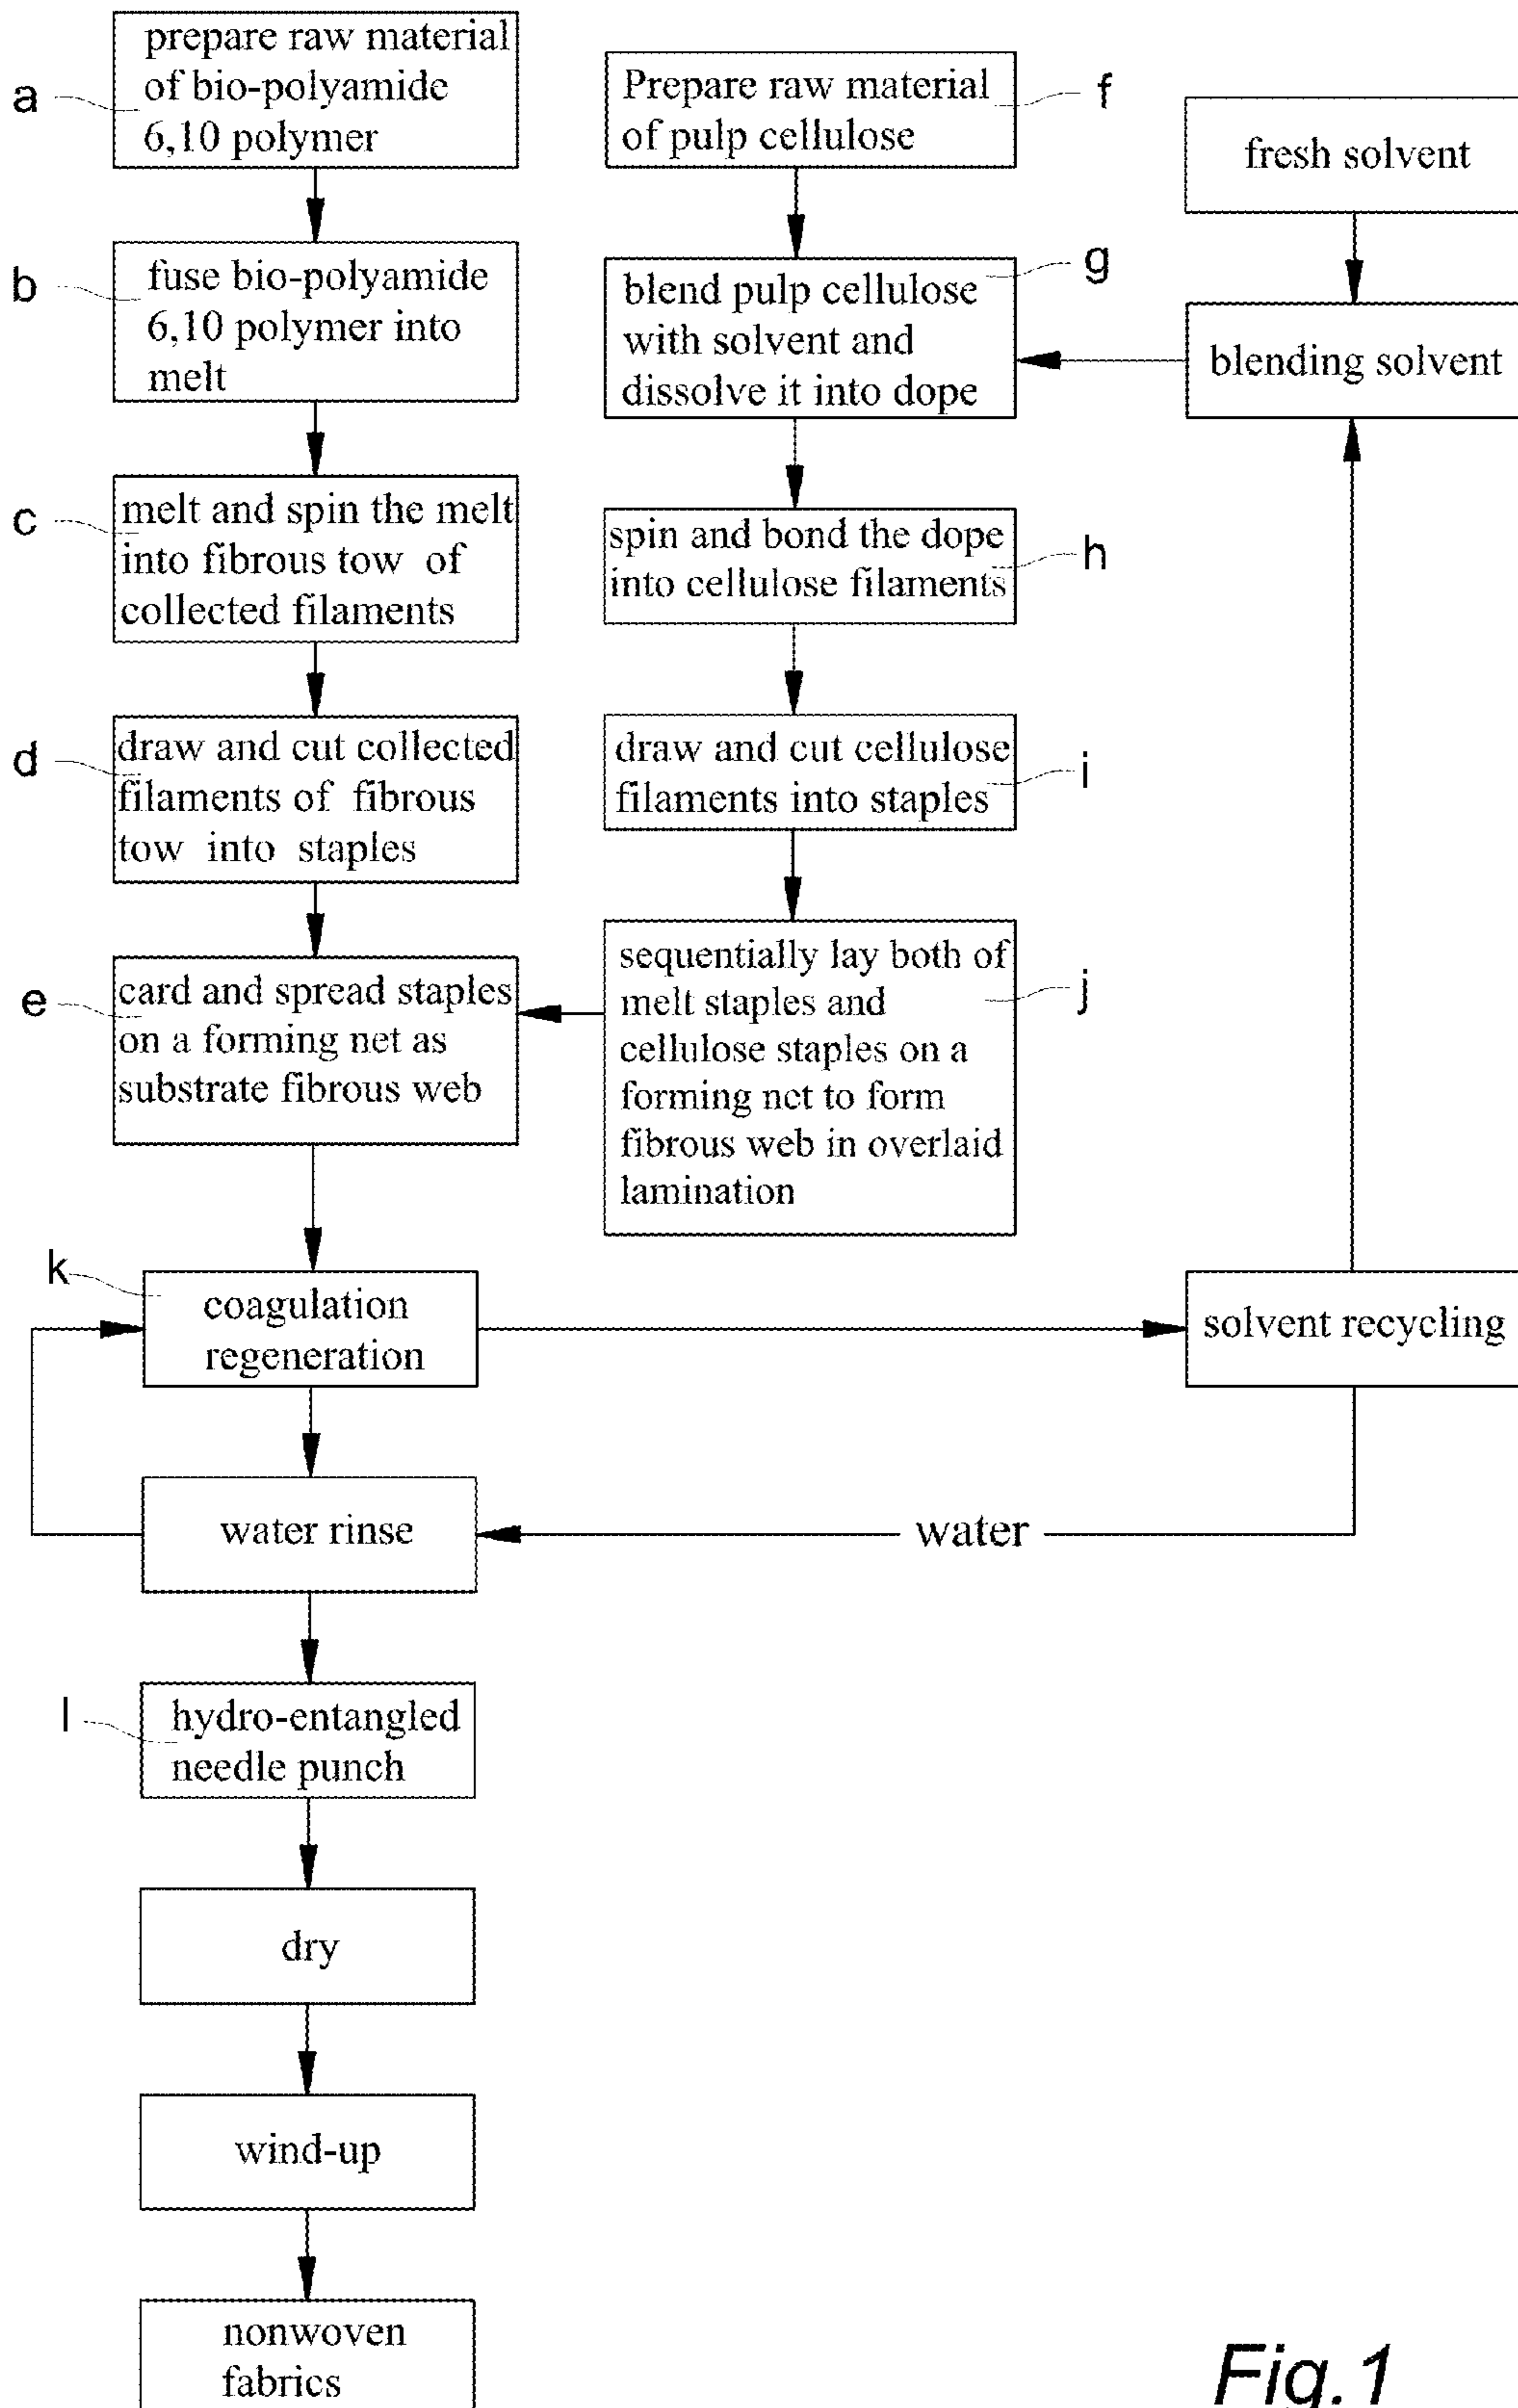 prepare raw material
of bio-polyamide
6,10 polymer
a
fuse bio-polyamide
6,10 polymer into
melt
b
melt and spin the melt
into fibrous tow of
collected filaments
c
draw and cut collected
filaments of fibrous
tow into staples
d
card and spread staples
on a forming net as
substrate fibrous web
e
Prepare raw material
of pulp cellulose
f
blend pulp cellulose
with solvent and
dissolve it into dope
g
spin and bond the dope
into cellulose filaments
h
draw and cut cellulose
filaments into staples
i
sequentially lay both of
melt staples and
cellulose staples on a
forming net to form
fibrous web in overlaid
lamination
j
fresh solvent
blending solvent
solvent recycling
k
coagulation
regeneration
water rinse
water
l
hydro-entangled
needle punch
dry
wind-up
nonwoven
fabrics
Fig.1